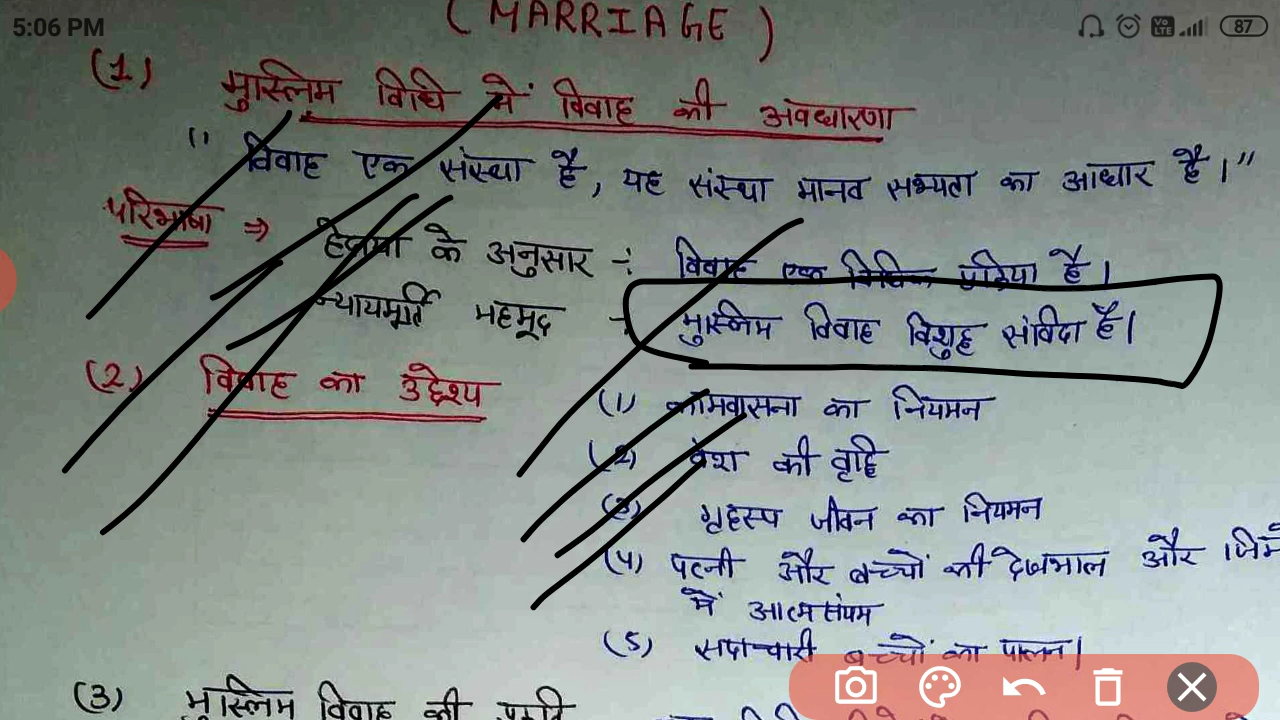 5:06 PM 87
(MARRIAGE)
(1) मुस्लिम विधि में विवाह की अवधारणा
" विवाह एक संस्था है, यह संस्था मानव सभ्यता का आधार है।"
परिभाषा ⇒ के अनुसार -: विवाह एक है।
न्यायमूर्ति महमूद - मुस्लिम विवाह विशुद्ध संविदा है।
(2) विवाह का उद्देश्य
(1) कामवासना का नियमन
(2) वंश की वृद्धि
(3) गृहस्थ जीवन का नियमन
(4) पत्नी और बच्चों की देखभाल और
में आत्मसंयम
(5) सदाचारी बच्चों का पालन।
(3) मुस्लिम विवाह की